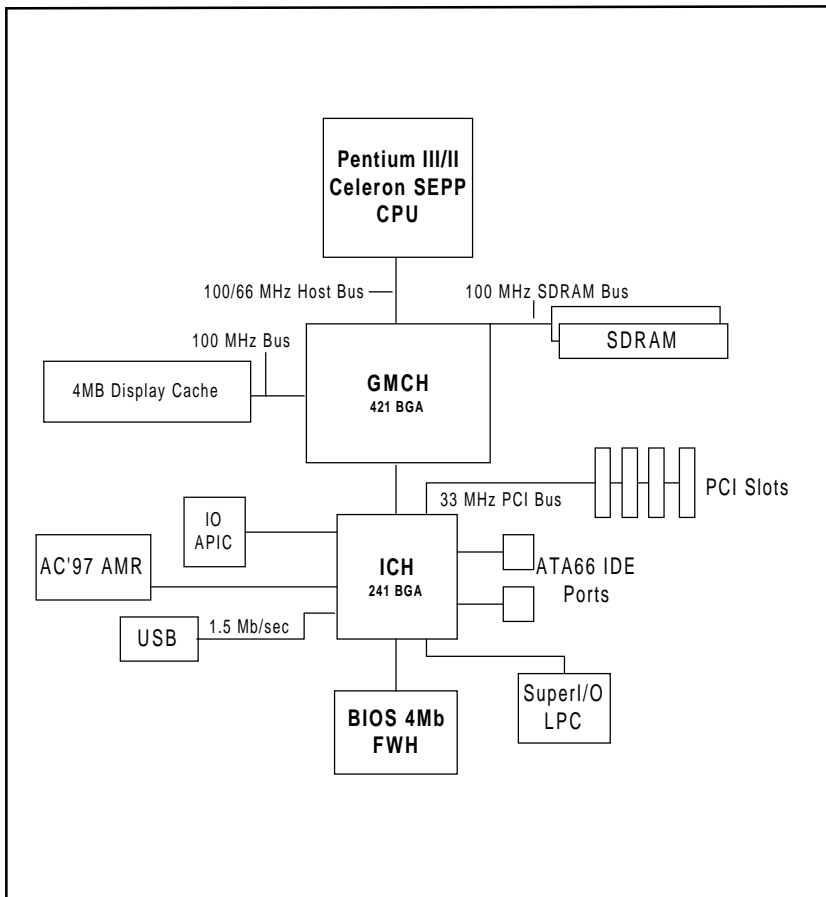 Pentium III/II
Celeron SEPP
CPU
100/66 MHz Host Bus
100 MHz SDRAM Bus
SDRAM
100 MHz Bus
4MB Display Cache
GMCH
421 BGA
33 MHz PCI Bus
PCI Slots
IO
APIC
AC'97 AMR
ICH
241 BGA
ATA66 IDE
Ports
USB
1.5 Mb/sec
SuperI/O
LPC
BIOS 4Mb
FWH